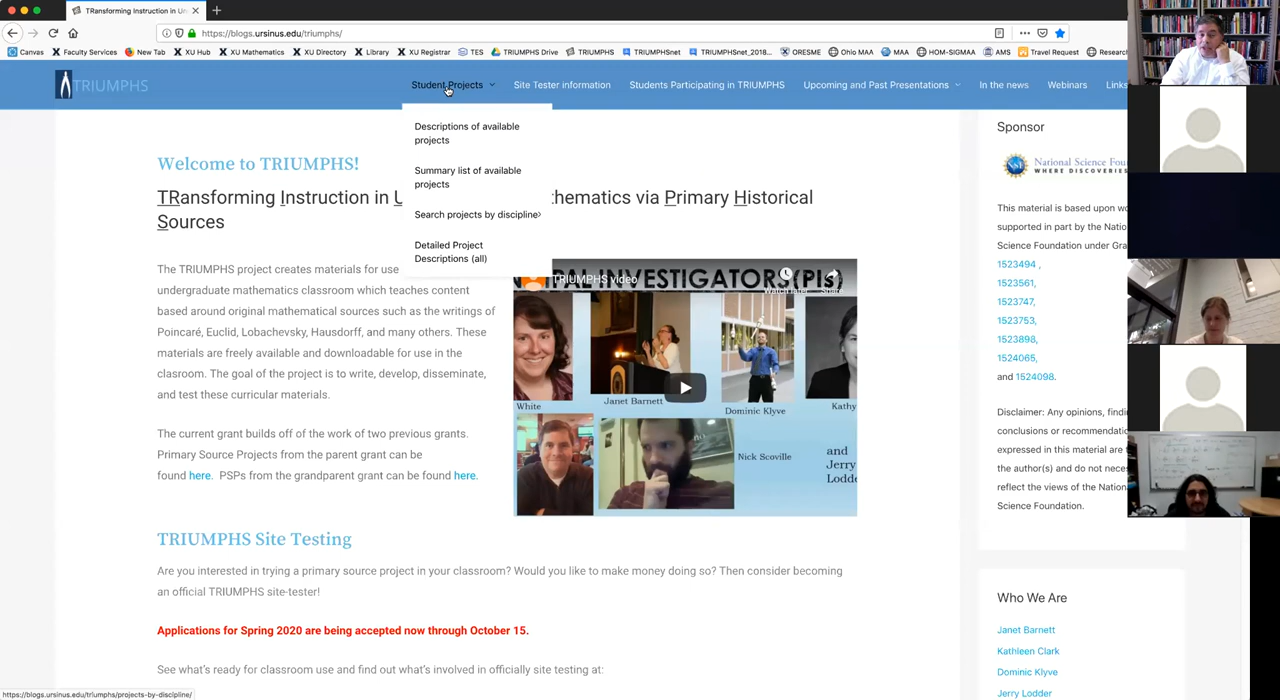 TRansforming Instruction in Un
https://blogs.ursinus.edu/triumphs/
Canvas
Faculty Services
New Tab
XU Hub
XU Mathematics
XU Directory
Library
XU Registrar
TES
TRIUMPHS Drive
TRIUMPHS
TRIUMPHSnet
TRIUMPHSnet_2018...
ORESME
Ohio MAA
MAA
HOM-SIGMAA
AMS
Travel Request
Researc
TRIUMPHS
Student Projects
Site Tester information
Students Participating in TRIUMPHS
Upcoming and Past Presentations
In the news
Webinars
Links
Descriptions of available
projects
Summary list of available
projects
Search projects by discipline
Detailed Project
Descriptions (all)
Welcome to TRIUMPHS!
TRansforming Instruction in U thematics via Primary Historical
Sources
The TRIUMPHS project creates materials for use
undergraduate mathematics classroom which teaches content
based around original mathematical sources such as the writings of
Poincaré, Euclid, Lobachevsky, Hausdorff, and many others. These
materials are freely available and downloadable for use in the
clasroom. The goal of the project is to write, develop, disseminate,
and test these curricular materials.
The current grant builds off of the work of two previous grants.
Primary Source Projects from the parent grant can be
found here. PSPs from the grandparent grant can be found here.
IPAL INVESTIGATORS(PIs)
TRIUMPHS video
Watch later
Share
White
Janet Barnett
Dominic Klyve
Kathy
Nick Scoville
and
Jerry
Lodde
TRIUMPHS Site Testing
Are you interested in trying a primary source project in your classroom? Would you like to make money doing so? Then consider becoming
an official TRIUMPHS site-tester!
Applications for Spring 2020 are being accepted now through October 15.
See what's ready for classroom use and find out what's involved in officially site testing at:
Sponsor
National Science Foun
WHERE DISCOVERIES
This material is based upon wo
supported in part by the Nation
Science Foundation under Gra
1523494 ,
1523561,
1523747,
1523753,
1523898,
1524065,
and 1524098.
Disclaimer: Any opinions, findin
conclusions or recommendatio
expressed in this material are t
the author(s) and do not neces
reflect the views of the Nation
Science Foundation.
Who We Are
Janet Barnett
Kathleen Clark
Dominic Klyve
Jerry Lodder
https://blogs.ursinus.edu/triumphs/projects-by-discipline/